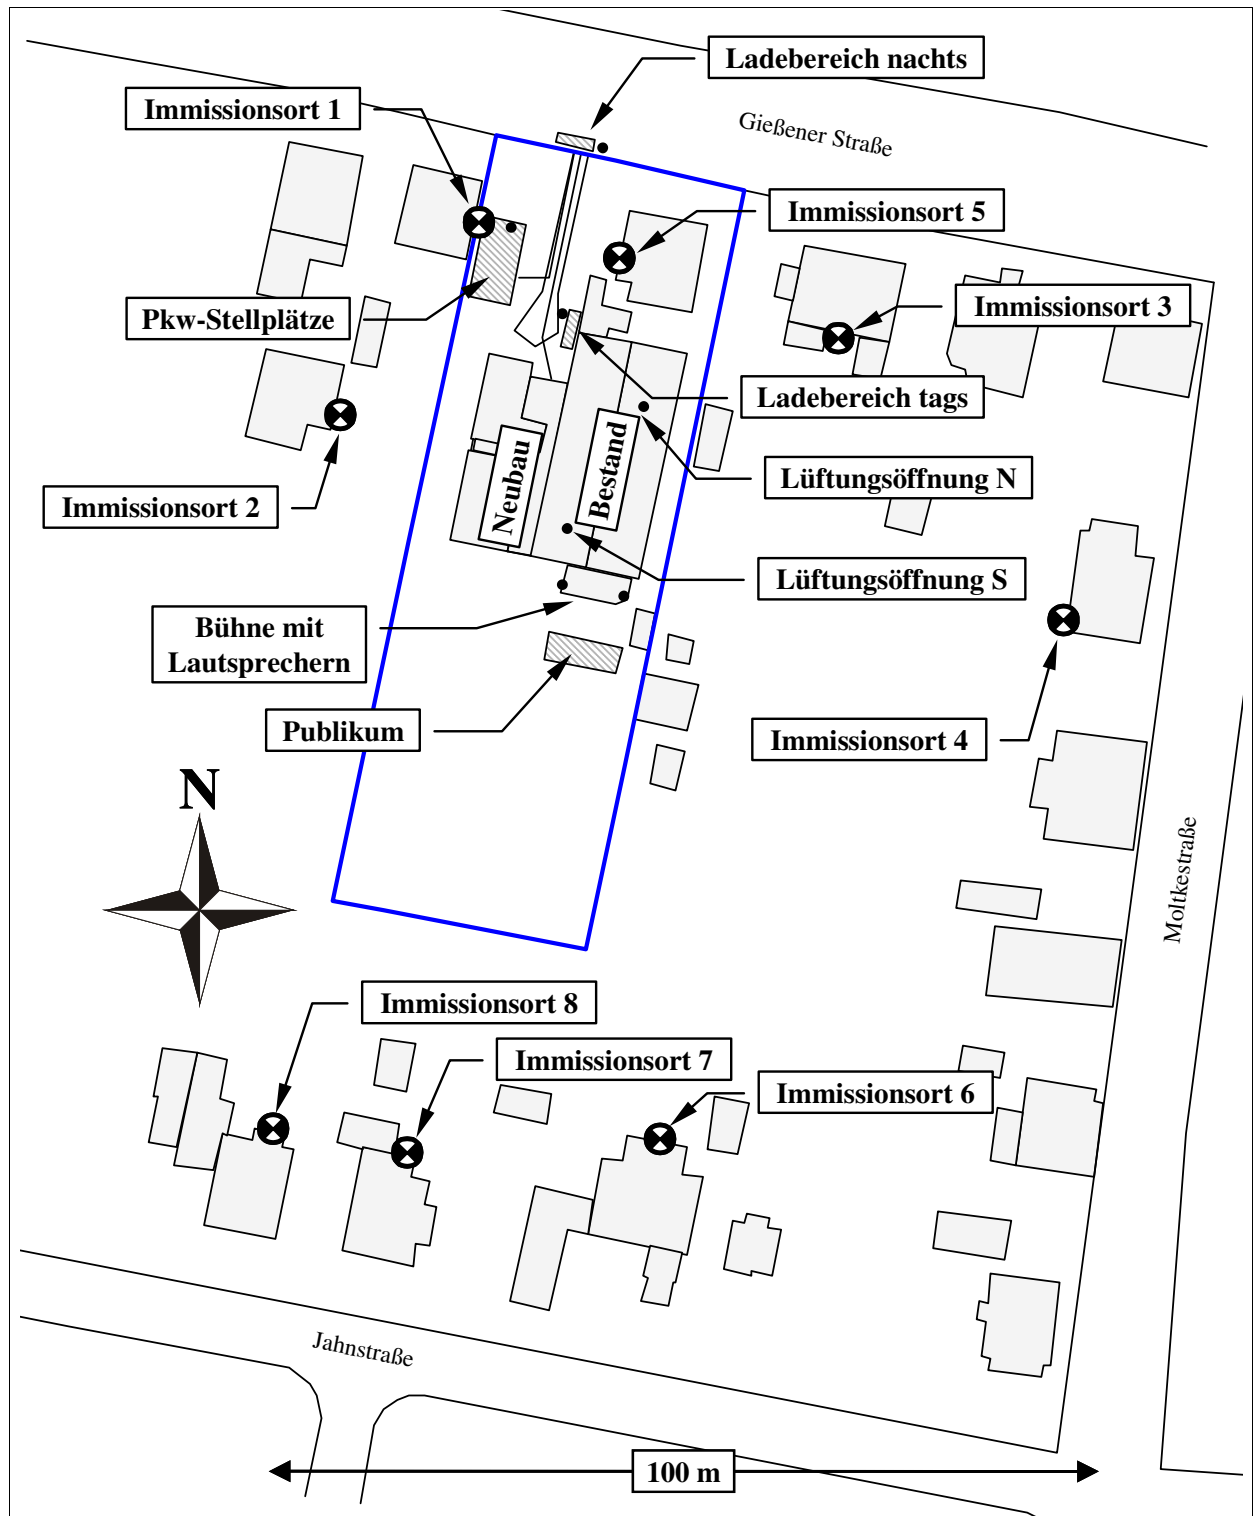 Ladebereich nachts
Immissionsort 1
Gießener Straße
Immissionsort 5
Pkw-Stellplätze
Immissionsort 3
Ladebereich tags
Neubau
Bestand
Lüftungsöffnung N
Immissionsort 2
Lüftungsöffnung S
Bühne mit
Lautsprechern
Publikum
Immissionsort 4
N
Moltkestraße
Immissionsort 8
Immissionsort 7
Immissionsort 6
Jahnstraße
100 m